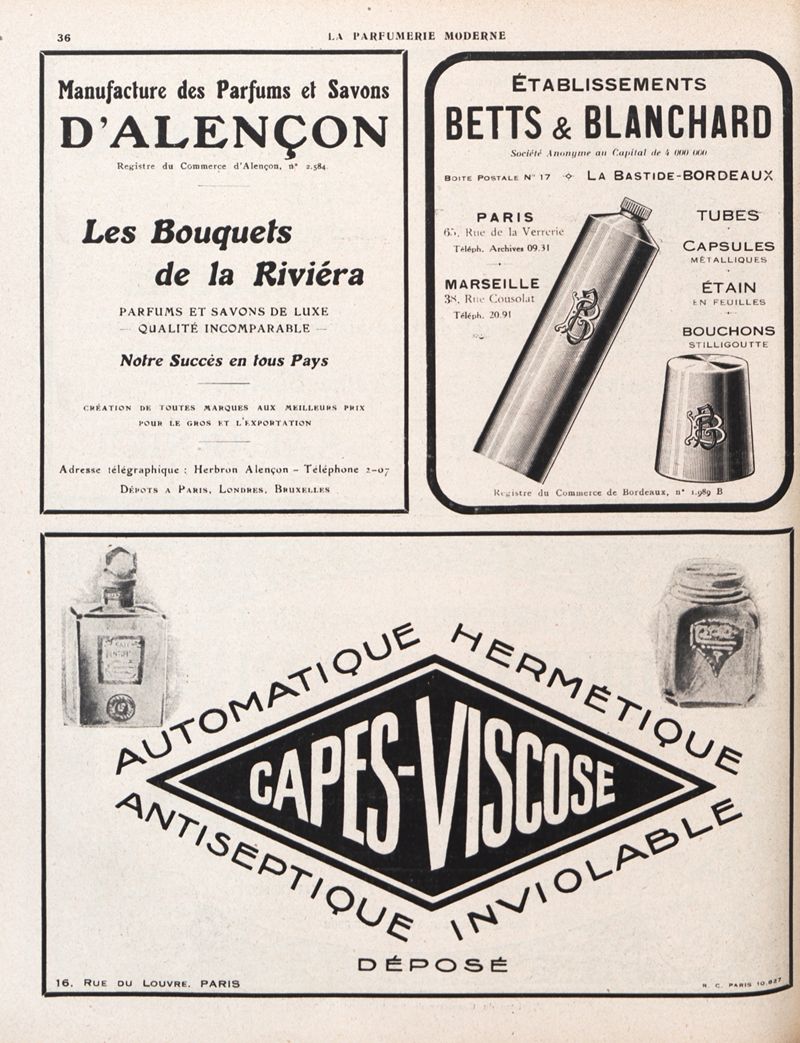 36
LA PARFUMERIE MODERNE
Manufacture des Parfums et Savons
D'ALENÇON
Registre du Commerce d'Alençon, n° 2.584
Les Bouquets
de la Riviéra
PARFUMS ET SAVONS DE LUXE
— QUALITÉ INCOMPARABLE —
Notre Succès en tous Pays
CRÉATION DE TOUTES MARQUES AUX MEILLEURS PRIX
POUR LE GROS ET L'EXPORTATION
Adresse télégraphique : Herbron Alençon - Téléphone 2-07
DÉPOTS A PARIS, LONDRES, BRUXELLES
ÉTABLISSEMENTS
BETTS & BLANCHARD
Société Anonyme au Capital de 4 000 000
BOITE POSTALE N° 17 LA BASTIDE-BORDEAUX
PARIS
65, Rue de la Verrerie
Téléph. Archives 09.31
MARSEILLE
38, Rue Cousolat
Téléph. 20.91
TUBES
CAPSULES
MÉTALLIQUES
ÉTAIN
EN FEUILLES
BOUCHONS
STILLIGOUTTE
BB
BB
Registre du Commerce de Bordeaux, n° 1.989 B
AUTOMATIQUE HERMÉTIQUE
CAPES-VISCOSE
ANTISEPTIQUE INVIOLABLE
DÉPOSÉ
16, RUE DU LOUVRE. PARIS
R. C. PARIS 10.827